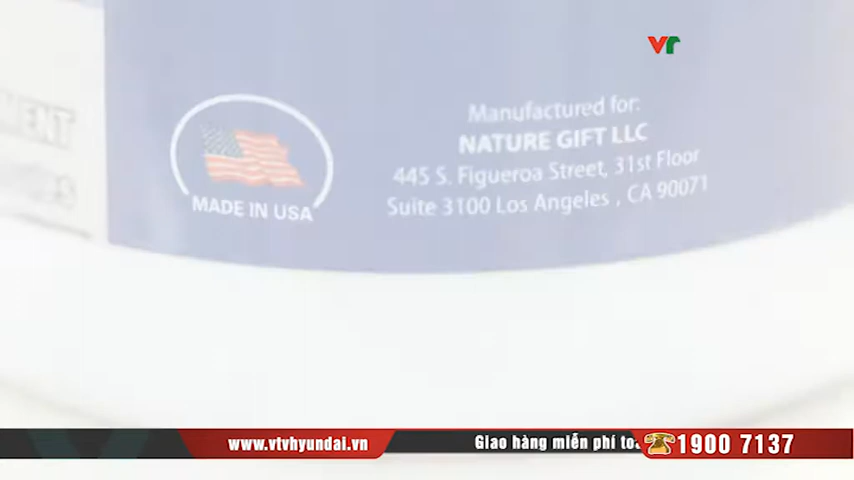 VT
MENT
Manufactured for:
NATURE GIFT LLC
445 S. Figueroa Street, 31st Floor
Suite 3100 Los Angeles , CA 90071
MADE IN USA
www.vtvhyundai.vn
Giao hàng miễn phí
1900 7137